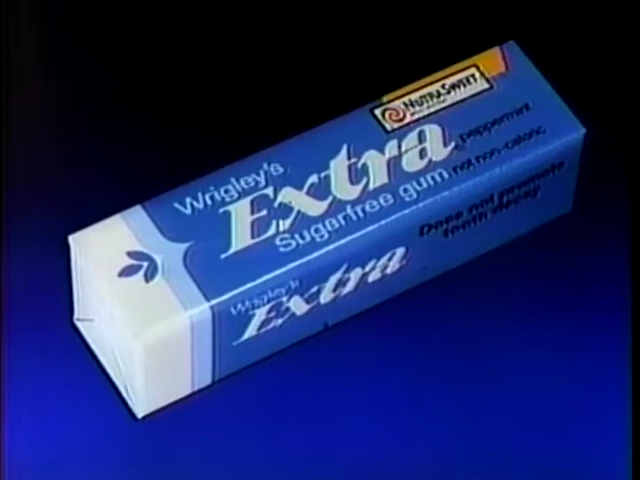 NutraSweet
Wrigley's
Extra
peppermint
Sugarfree gum
not non-caloric
Does not promote
tooth decay
Wrigley's
Extra